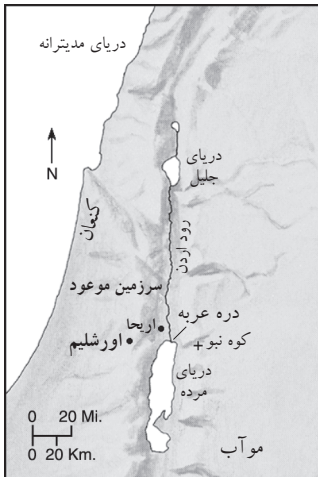 دریای مدیترانه
N
دریای
جلیل
کنعان
رود اردن
سرزمین موعود
دره عربه
اریحا
اورشلیم
کوه نبو
دریای
مرده
موآب
0 20 Mi.
0 20 Km.